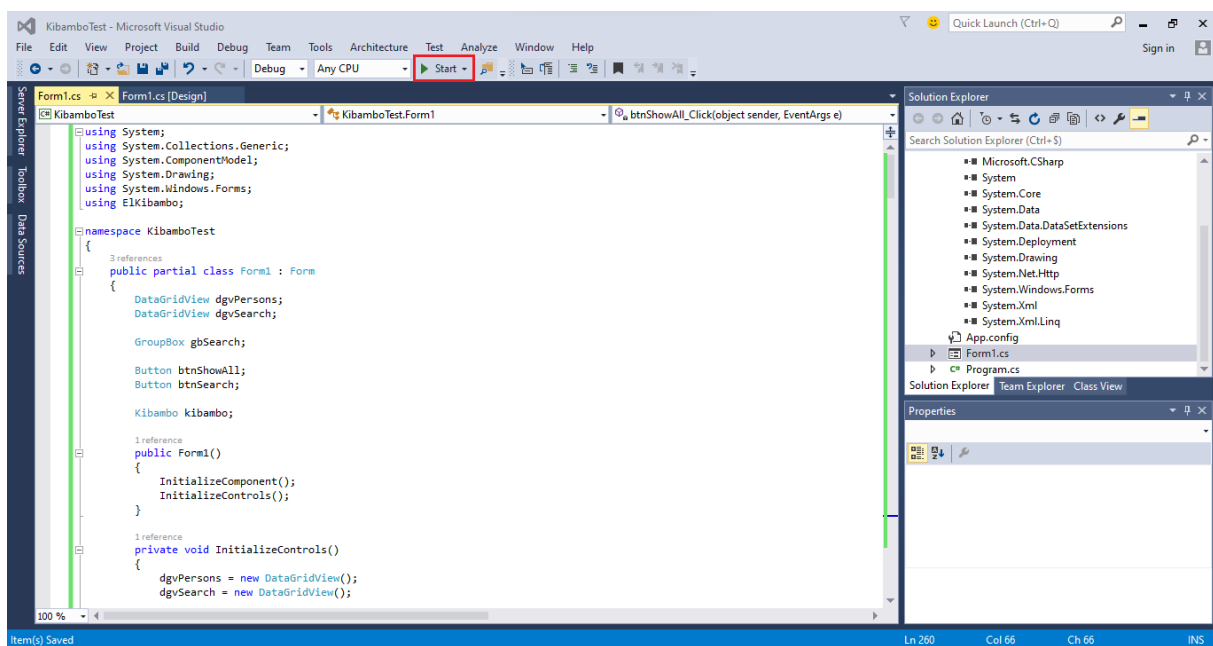 KibamboTest - Microsoft Visual Studio
Quick Launch (Ctrl+Q)
File Edit View Project Build Debug Team Tools Architecture Test Analyze Window Help
Sign in
Debug Any CPU Start
Server Explorer
Toolbox
Data Sources
Form1.cs Form1.cs [Design]
KibamboTest KibamboTest.Form1 btnShowAll_Click(object sender, EventArgs e)
using System;
using System.Collections.Generic;
using System.ComponentModel;
using System.Drawing;
using System.Windows.Forms;
using ElKibambo;
namespace KibamboTest
{
3 references
public partial class Form1 : Form
{
DataGridView dgvPersons;
DataGridView dgvSearch;
GroupBox gbSearch;
Button btnShowAll;
Button btnSearch;
Kibambo kibambo;
1 reference
public Form1()
{
InitializeComponent();
InitializeControls();
}
1 reference
private void InitializeControls()
{
dgvPersons = new DataGridView();
dgvSearch = new DataGridView();
100 %
Solution Explorer
Search Solution Explorer (Ctrl+$)
Microsoft.CSharp
System
System.Core
System.Data
System.Data.DataSetExtensions
System.Deployment
System.Drawing
System.Net.Http
System.Windows.Forms
System.Xml
System.Xml.Linq
App.config
Form1.cs
C# Program.cs
Solution Explorer Team Explorer Class View
Properties
Item(s) Saved Ln 260 Col 66 Ch 66 INS